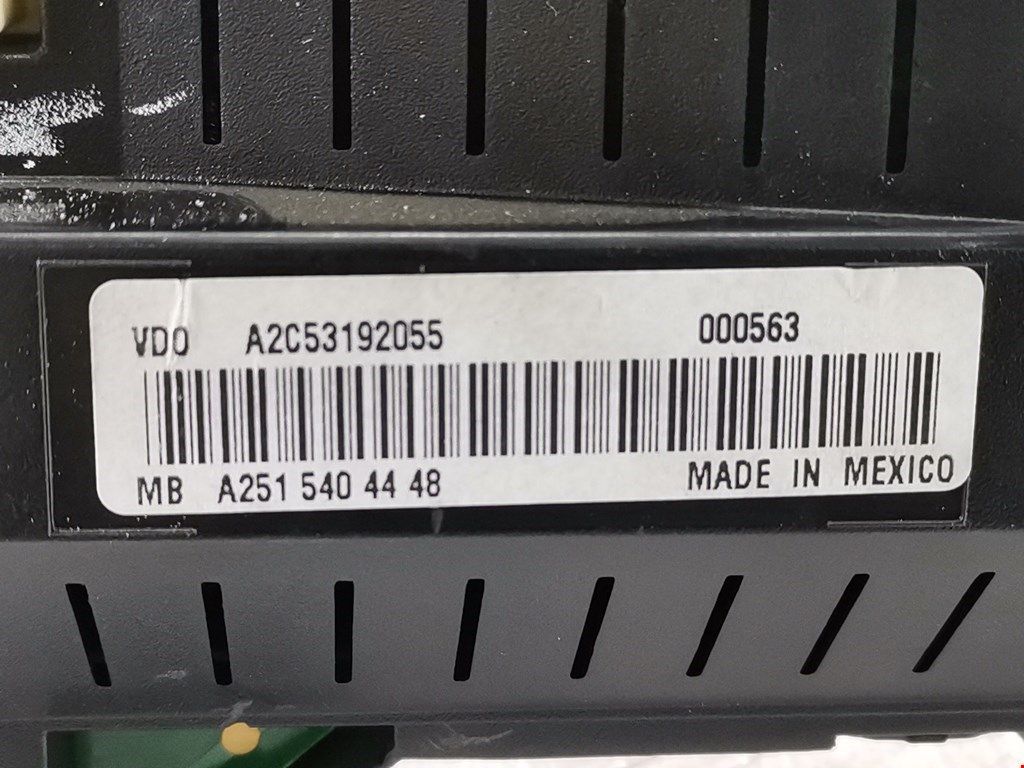 VDO A2C53192055 000563
MB A251 540 44 48 MADE IN MEXICO